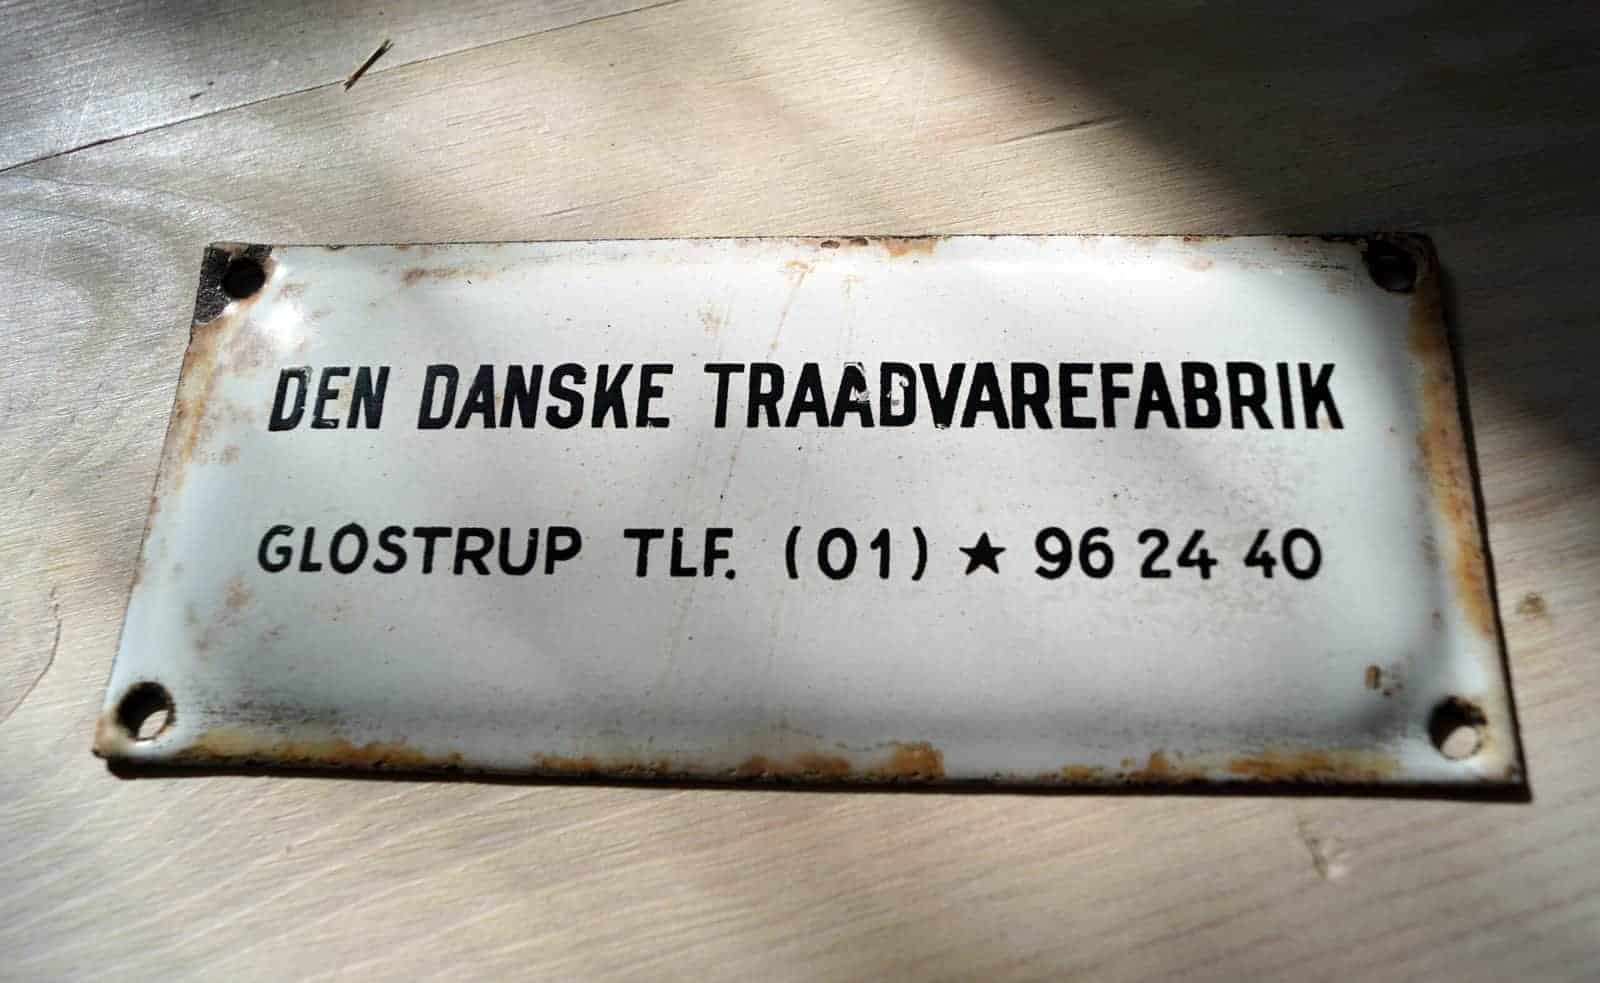 DEN DANSKE TRAADVAREFABRIK
GLOSTRUP TLF. (01) ★ 96 24 40